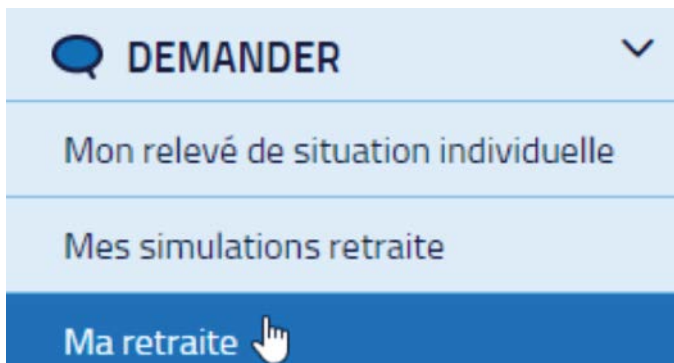 DEMANDER
Mon relevé de situation individuelle
Mes simulations retraite
Ma retraite